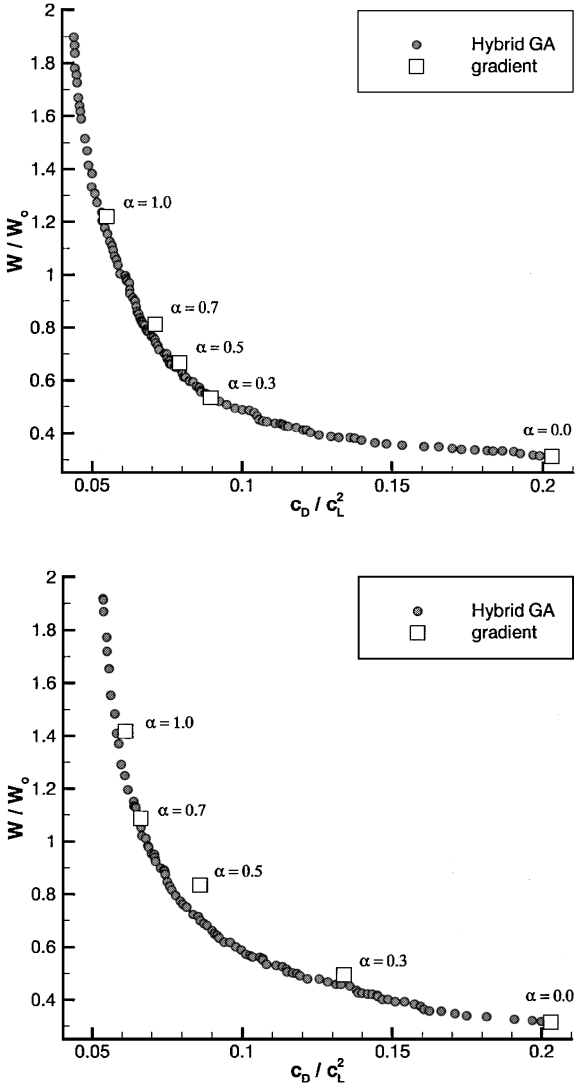 2
1.8
1.6
1.4
1.2
1
0.8
0.6
0.4
W / W₀
Hybrid GA
gradient
α = 1.0
α = 0.7
α = 0.5
α = 0.3
α = 0.0
0.05 0.1 0.15 0.2
c_D / c_L^2
2
1.8
1.6
1.4
1.2
1
0.8
0.6
0.4
W / W₀
Hybrid GA
gradient
α = 1.0
α = 0.7
α = 0.5
α = 0.3
α = 0.0
0.05 0.1 0.15 0.2
c_D / c_L^2